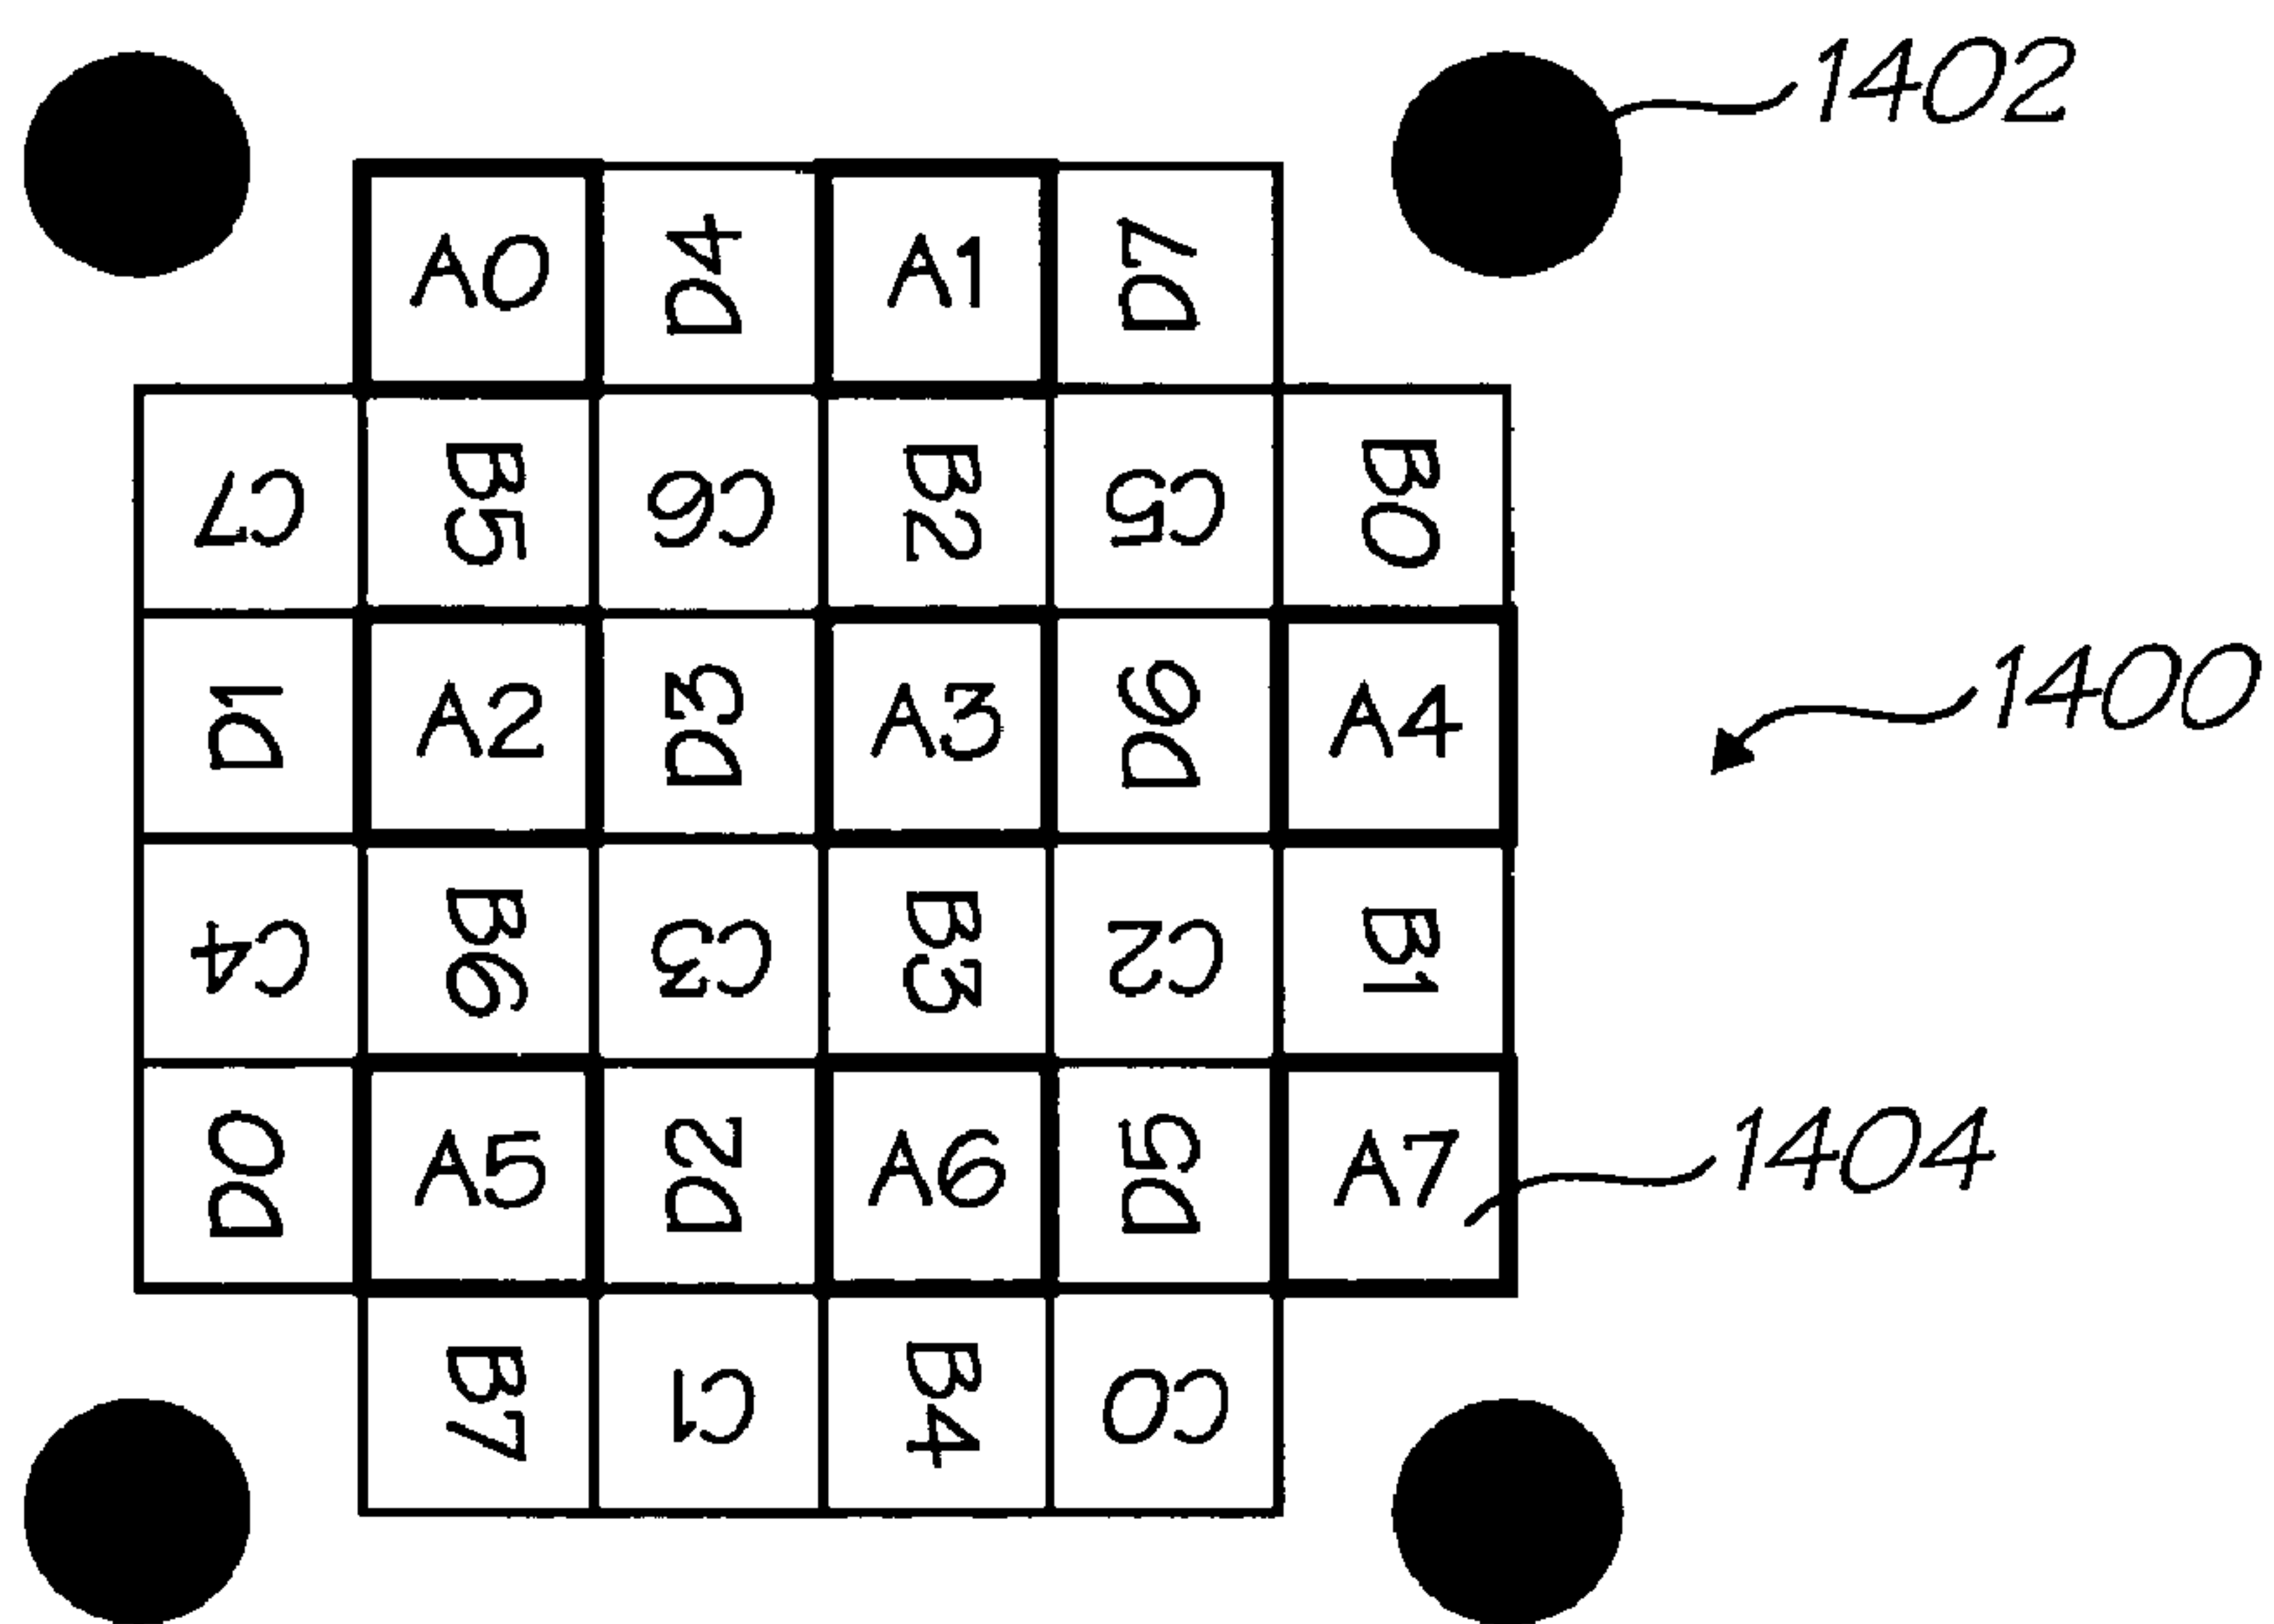 1402
A0 D4 A1 D7
C7 B5 C6 B2 C5 B0
D1 A2 D3 A3 D6 A4
1400
C4 B6 C3 B3 C2 B1
D0 A5 D2 A6 D5 A7
1404
B7 C1 B4 C0